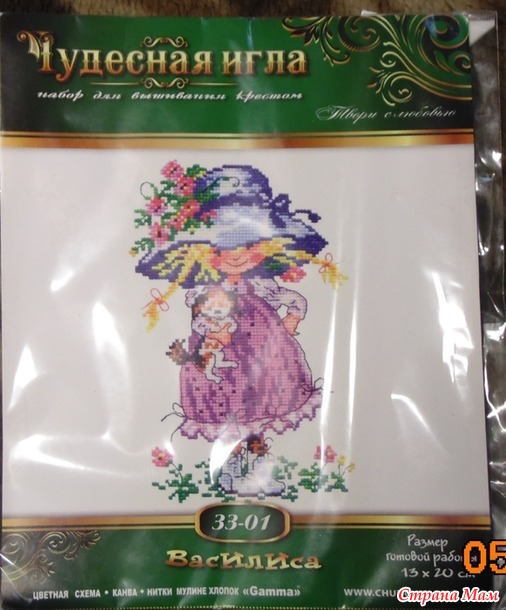 Чудесная игла
набор для вышивания крестом
Твори с любовью
33-01
Василиса
Размер
готовой работы
13 x 20 см
ЦВЕТНАЯ СХЕМА • КАНВА • НИТКИ МУЛИНЕ ХЛОПОК «Gamma»
www.chu
05
Страна Мам